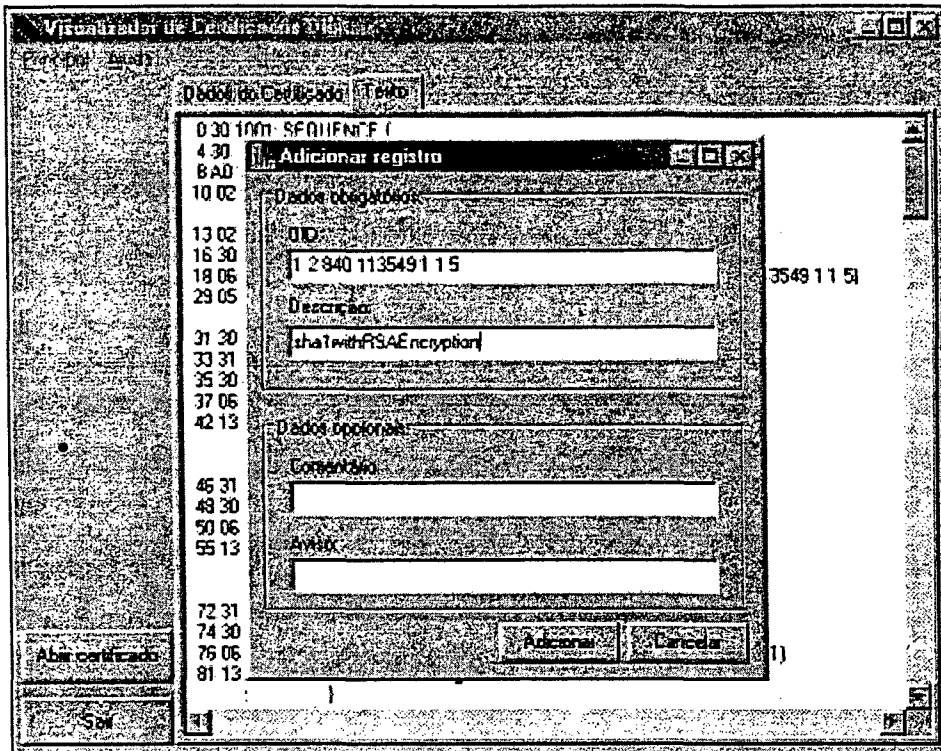 Visualizador de Certificados Digitais
Principal Ajuda
Dados do Certificado Texto
0 30 1001: SEQUENCE {
4 30
8 A0
10 02
13 02
16 30
18 06
3549 1 1 5}
29 05
31 30
33 31
35 30
37 06
42 13
46 31
48 30
50 06
55 13
72 31
74 30
76 06
1}
81 13
: }
Adicionar registro
Dados obrigatórios:
OID:
1 2 840 113549 1 1 5
Descrição:
sha1withRSAEncryption
Dados opcionais:
Comentário:
Aviso:
Adicionar Cancelar
Abrir certificado
Sair